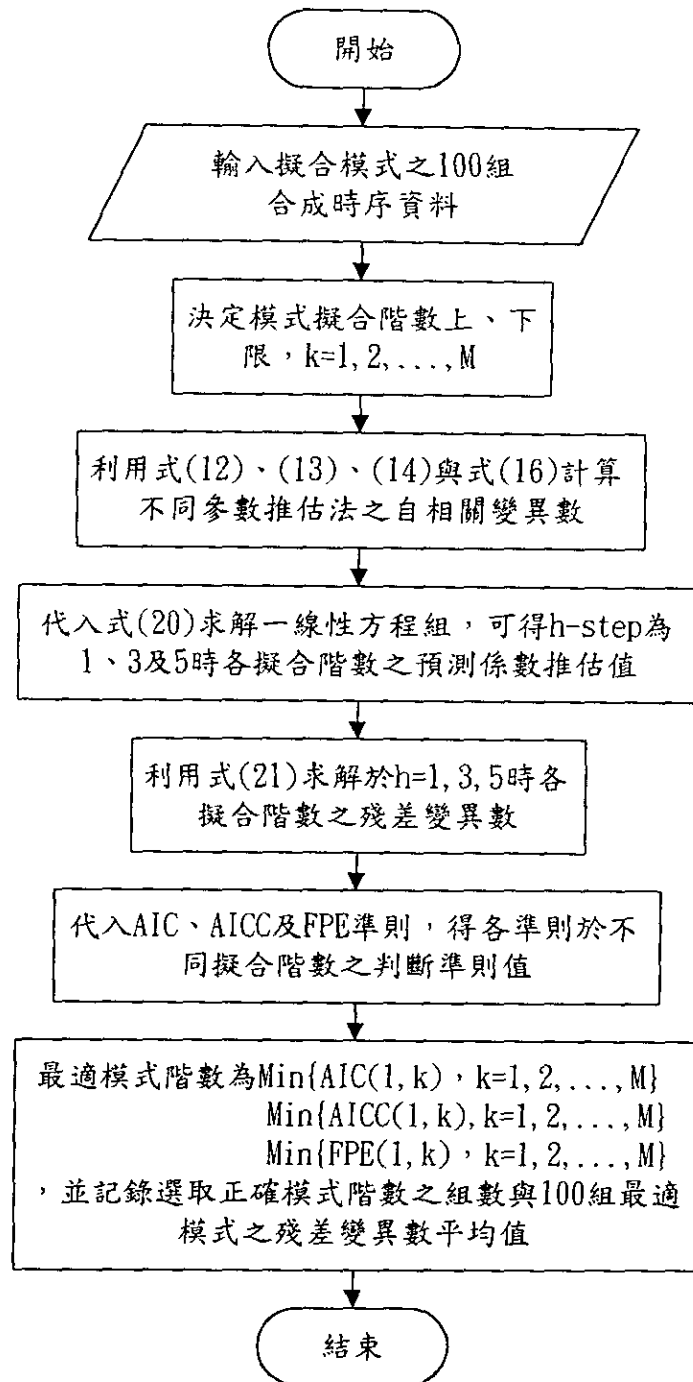 開始
輸入擬合模式之100組
合成時序資料
決定模式擬合階數上、下
限，k=1,2,...,M
利用式(12)、(13)、(14)與式(16)計算
不同參數推估法之自相關變異數
代入式(20)求解一線性方程組，可得h-step為
1、3及5時各擬合階數之預測係數推估值
利用式(21)求解於h=1,3,5時各
擬合階數之殘差變異數
代入AIC、AICC及FPE準則，得各準則於不
同擬合階數之判斷準則值
最適模式階數為Min{AIC(1,k)，k=1,2,...,M}
Min{AICC(1,k),k=1,2,...,M}
Min{FPE(1,k)，k=1,2,...,M}
，並記錄選取正確模式階數之組數與100組最適
模式之殘差變異數平均值
結束